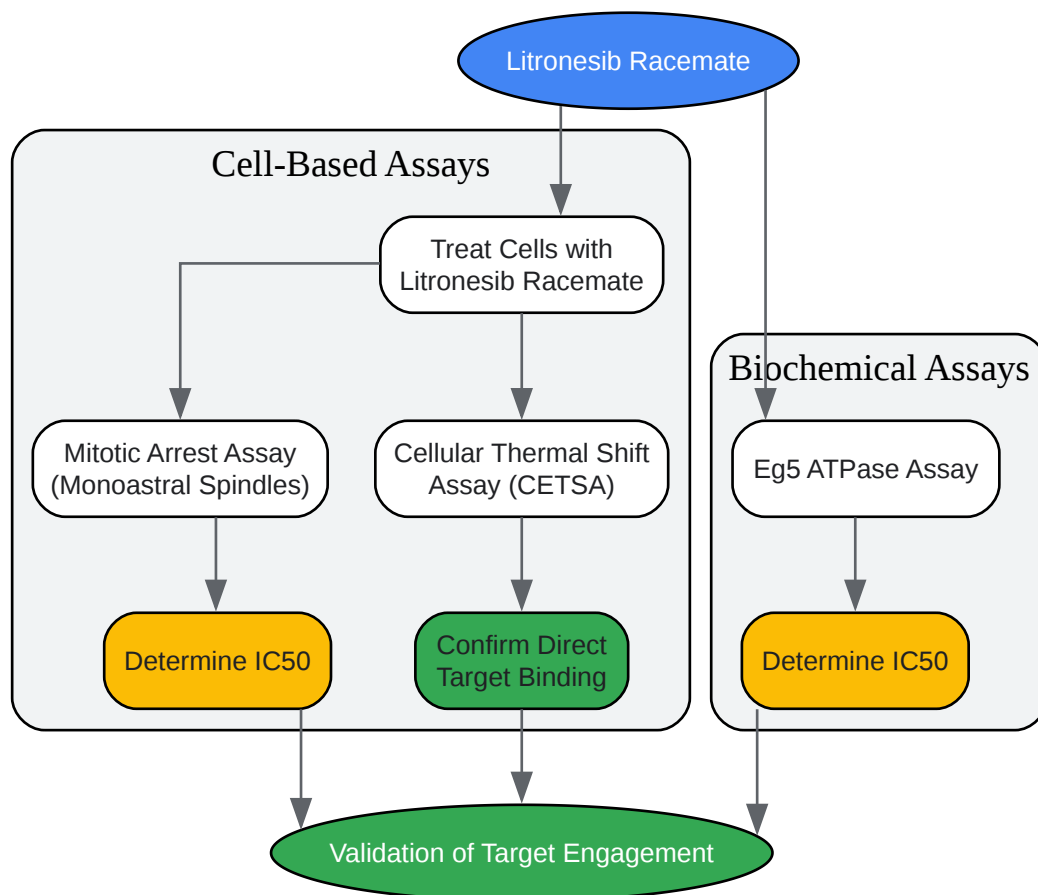 Litronesib Racemate
Cell-Based Assays
Treat Cells with
Litronesib Racemate
Biochemical Assays
Mitotic Arrest Assay
(Monoastral Spindles)
Cellular Thermal Shift
Assay (CETSA)
Eg5 ATPase Assay
Determine IC50
Confirm Direct
Target Binding
Determine IC50
Validation of Target Engagement